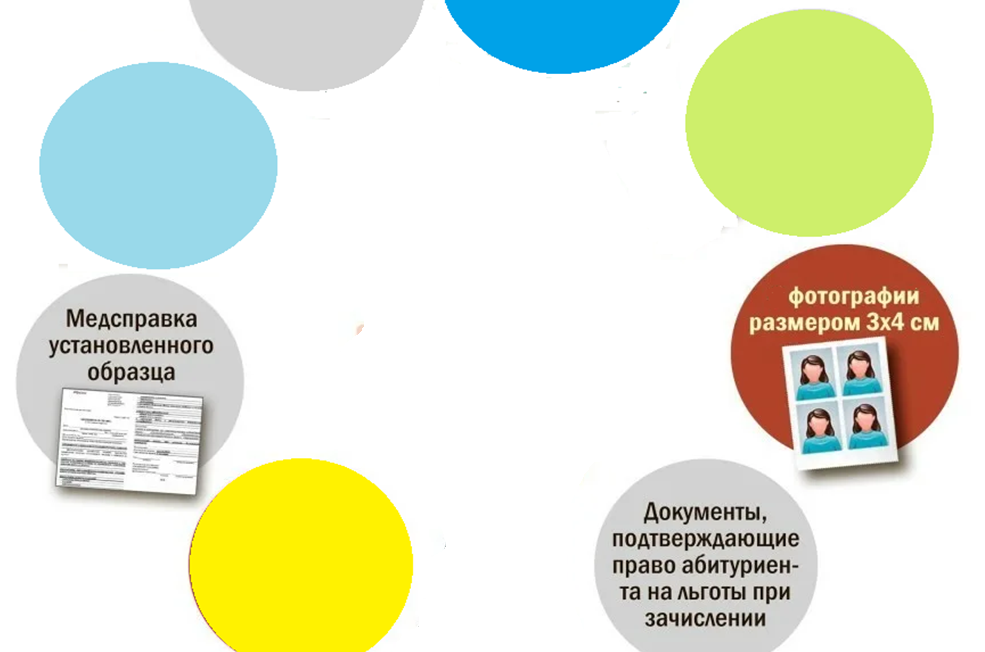 Медсправка
установленного
образца
фотографии
размером 3х4 см
Документы,
подтверждающие
право абитуриен-
та на льготы при
зачислении